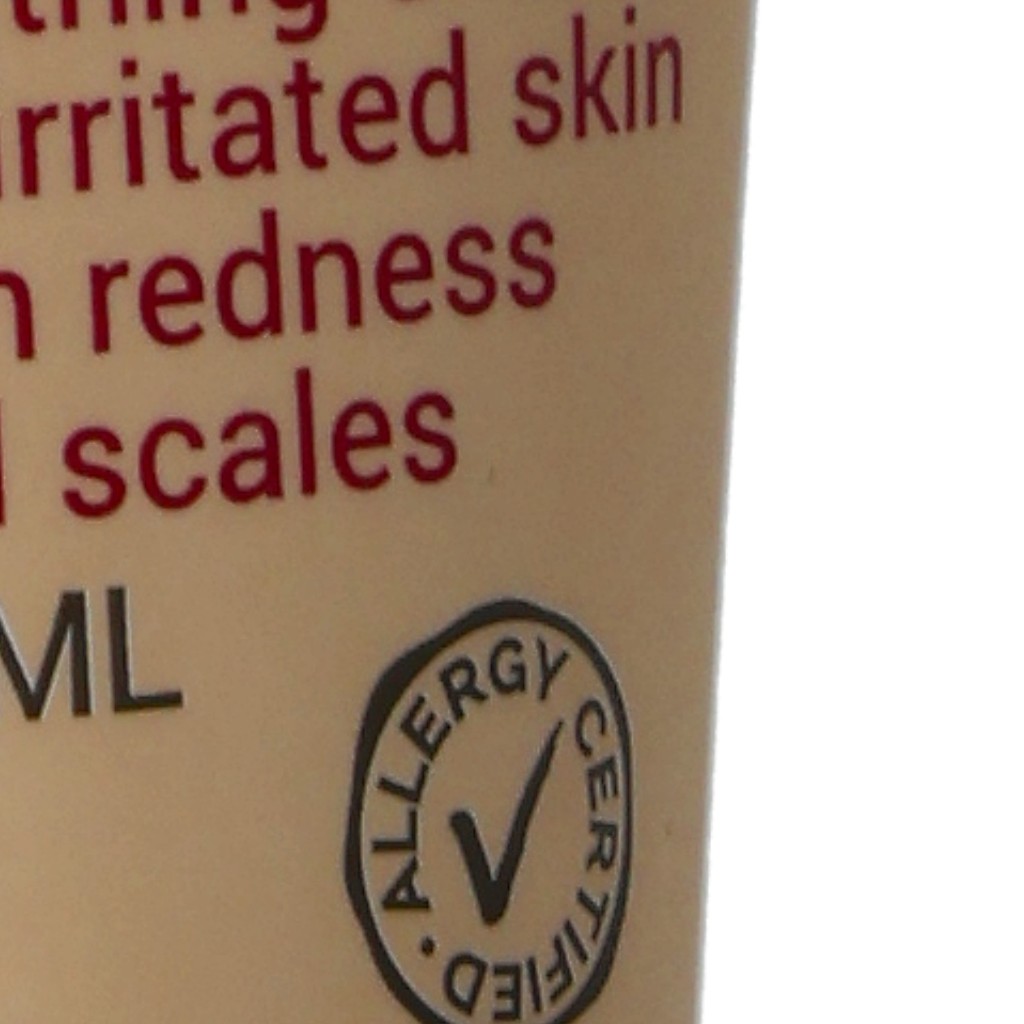 irritated skin
redness
scales
ML
ALLERGY CERTIFIED